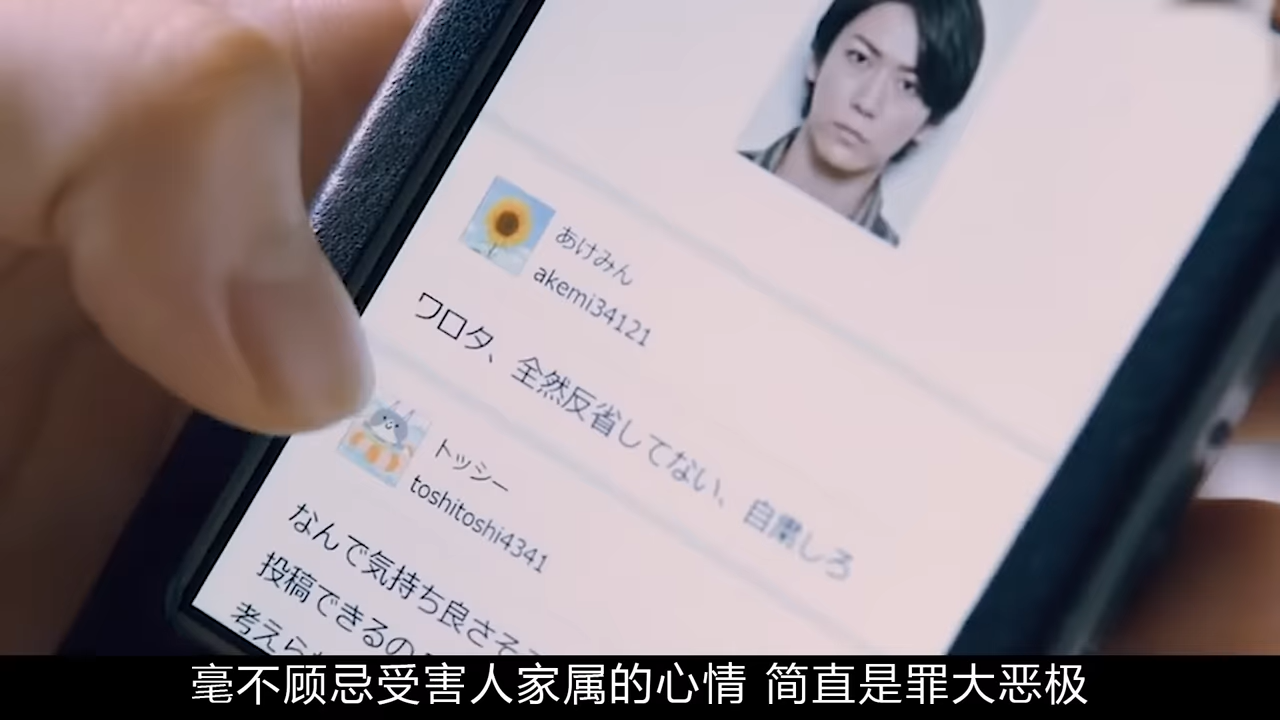 あけみん
akemi34121
ワロタ、全然反省してない、自粛しろ
トッシー
toshitoshi4341
なんで気持ち良さそ
投稿できるの
考えら
毫不顾忌受害人家属的心情 简直是罪大恶极